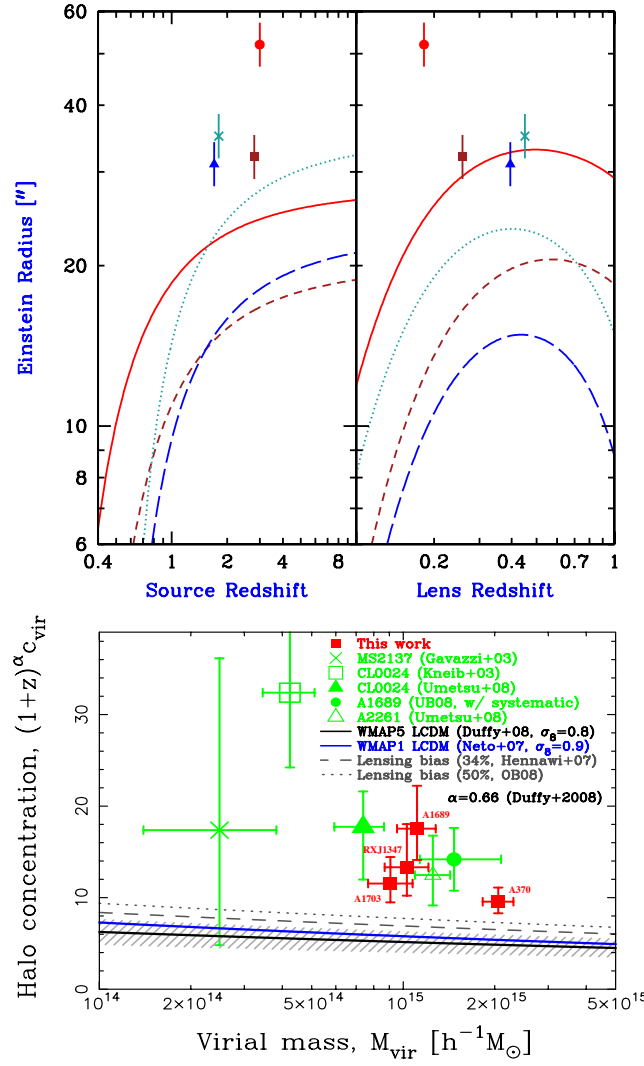 60
40
20
10
8
6
Einstein Radius ["]
0.4
1
2
4
8
0.2
0.4
0.6
1
Source Redshift
Lens Redshift
This work
MS2137 (Gavazzi+03)
CL0024 (Kneib+03)
CL0024 (Umetsu+08)
A1689 (UB08, w/ systematic)
A2261 (Umetsu+08)
WMAP5 LCDM (Duffy+08, σ8=0.8)
WMAP1 LCDM (Neto+07, σ8=0.9)
Lensing bias (34%, Hennawi+07)
Lensing bias (50%, OB08)
α=0.66 (Duffy+2008)
A1689
RXJ1347
A1703
A370
30
20
10
0
Halo concentration, (1+z)^α c_vir
10^14
2×10^14
5×10^14
10^15
2×10^15
5×10^15
Virial mass, M_vir [h^−1 M_⊙]